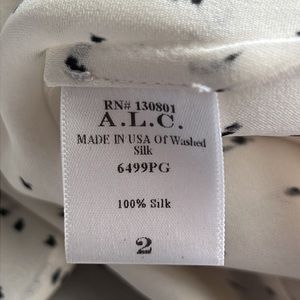 RN# 130801
A.L.C.
MADE IN USA Of Washed
Silk
6499PG
100% Silk
2